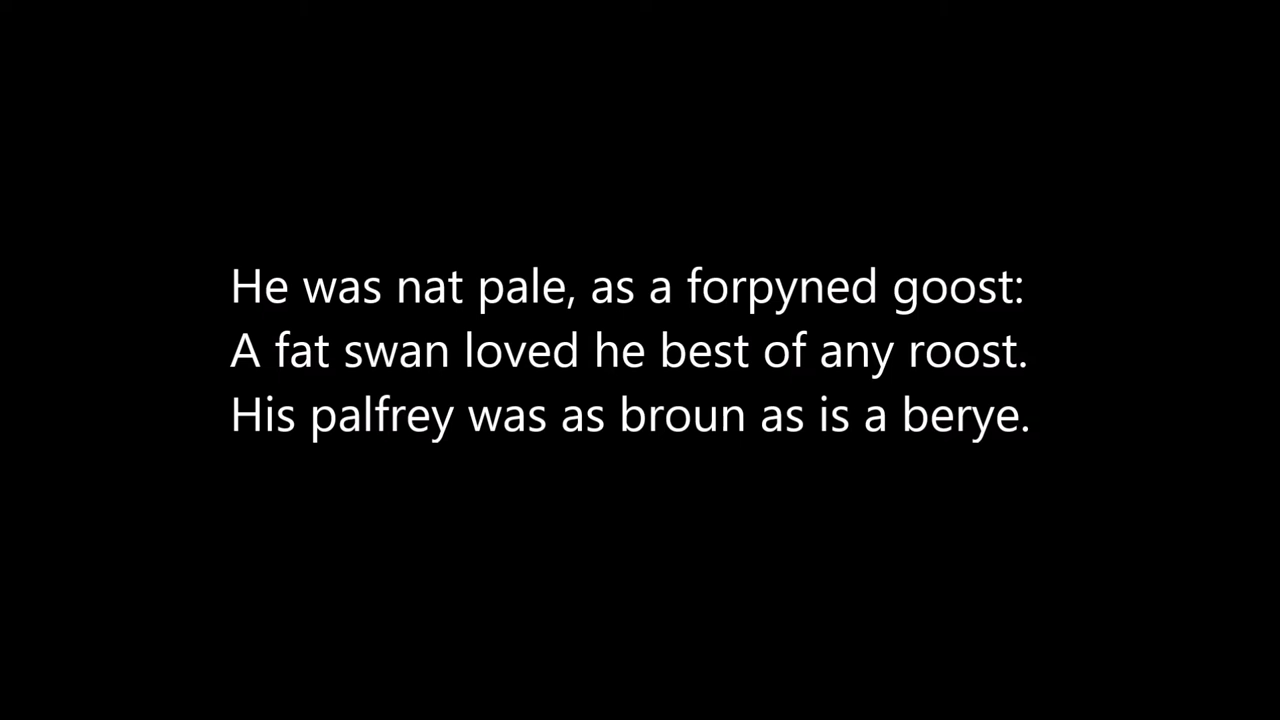 He was nat pale, as a forpyned goost:
A fat swan loved he best of any roost.
His palfrey was as broun as is a berye.